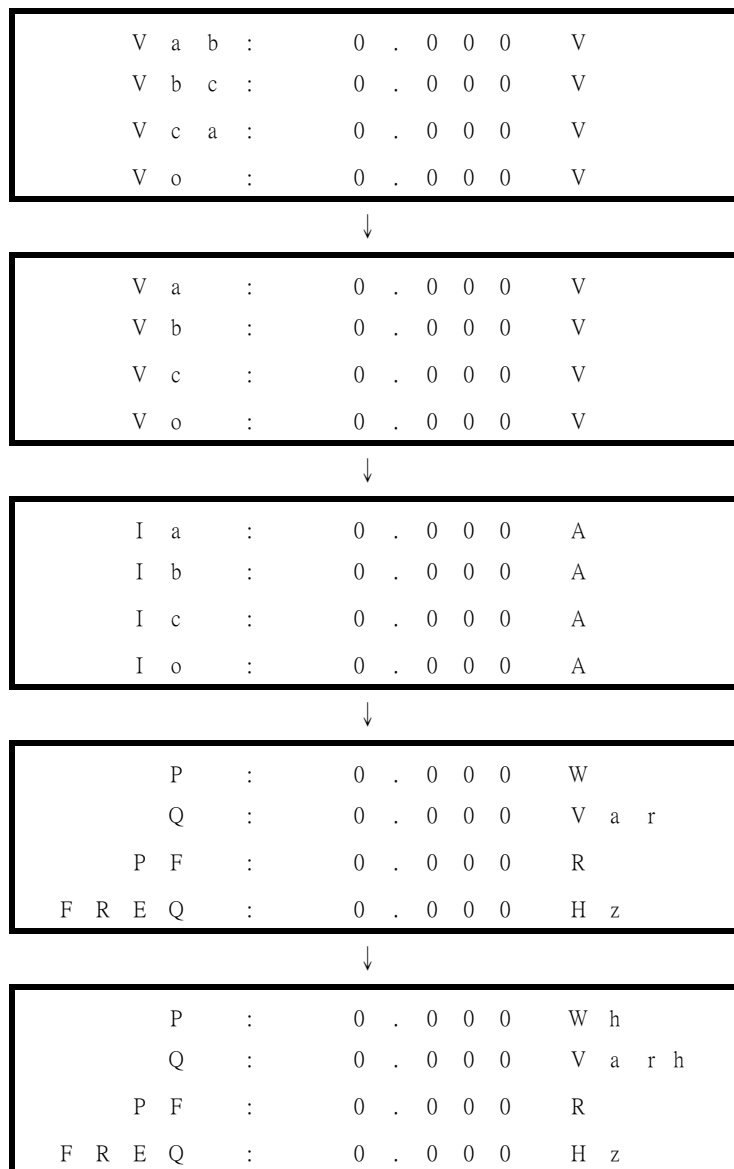 Vab: 0.000 V
Vbc: 0.000 V
Vca: 0.000 V
Vo : 0.000 V
↓
Va : 0.000 V
Vb : 0.000 V
Vc : 0.000 V
Vo : 0.000 V
↓
Ia : 0.000 A
Ib : 0.000 A
Ic : 0.000 A
Io : 0.000 A
↓
P : 0.000 W
Q : 0.000 Var
PF : 0.000 R
FREQ : 0.000 Hz
↓
P : 0.000 Wh
Q : 0.000 Varh
PF : 0.000 R
FREQ : 0.000 Hz